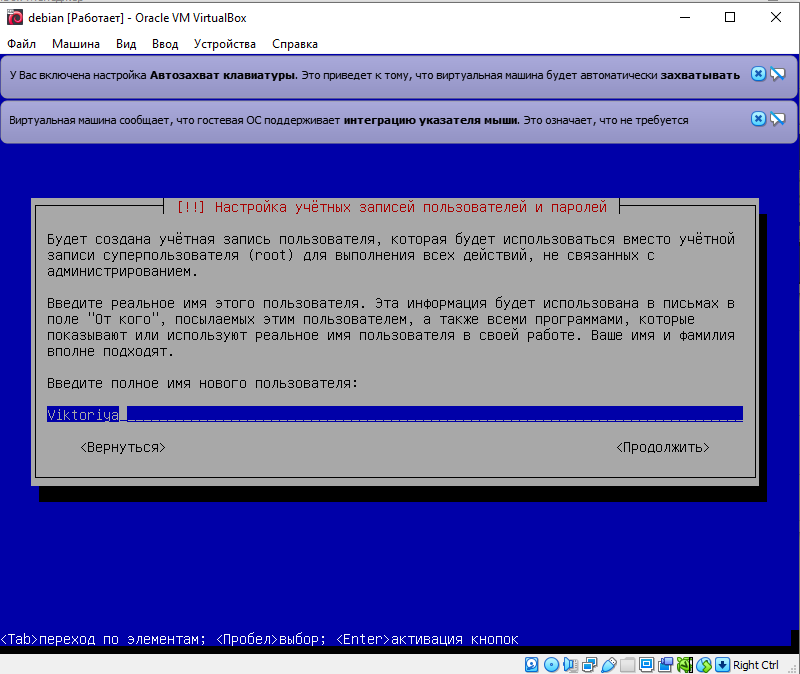 debian [Работает] - Oracle VM VirtualBox
Файл Машина Вид Ввод Устройства Справка
У Вас включена настройка Автозахват клавиатуры. Это приведет к тому, что виртуальная машина будет автоматически захватывать
Виртуальная машина сообщает, что гостевая ОС поддерживает интеграцию указателя мыши. Это означает, что не требуется
[!!] Настройка учётных записей пользователей и паролей
Будет создана учётная запись пользователя, которая будет использоваться вместо учётной
записи суперпользователя (root) для выполнения всех действий, не связанных с
администрированием.
Введите реальное имя этого пользователя. Эта информация будет использована в письмах в
поле "От кого", посылаемых этим пользователем, а также всеми программами, которые
показывают или используют реальное имя пользователя в своей работе. Ваше имя и фамилия
вполне подходят.
Введите полное имя нового пользователя:
Viktoriya
<Вернуться> <Продолжить>
<Tab>переход по элементам; <Пробел>выбор; <Enter>активация кнопок
Right Ctrl